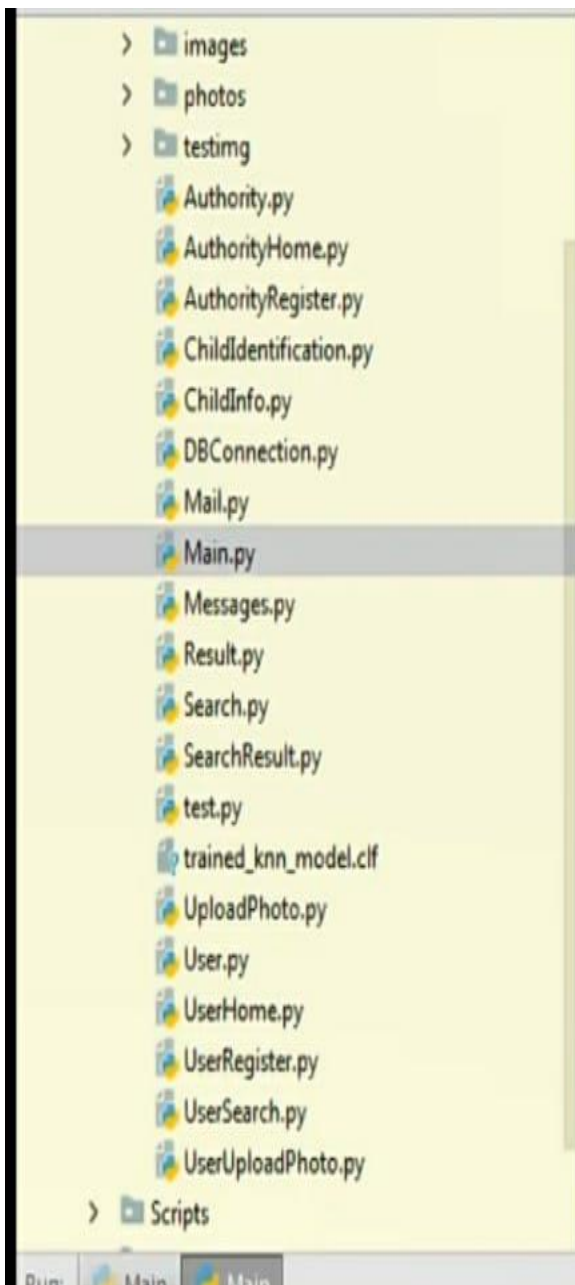 images
photos
testimg
Authority.py
AuthorityHome.py
AuthorityRegister.py
ChildIdentification.py
ChildInfo.py
DBConnection.py
Mail.py
Main.py
Messages.py
Result.py
Search.py
SearchResult.py
test.py
trained_knn_model.clf
UploadPhoto.py
User.py
UserHome.py
UserRegister.py
UserSearch.py
UserUploadPhoto.py
Scripts
Run: Main Main